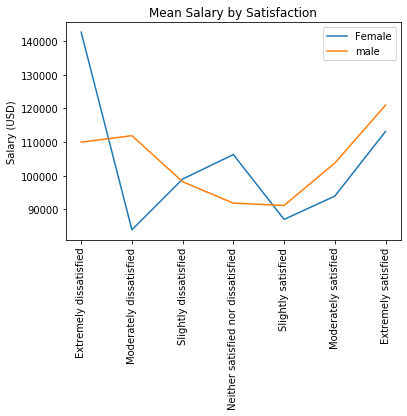 Mean Salary by Satisfaction
Female
male
Salary (USD)
140000
130000
120000
110000
100000
90000
Extremely dissatisfied
Moderately dissatisfied
Slightly dissatisfied
Neither satisfied nor dissatisfied
Slightly satisfied
Moderately satisfied
Extremely satisfied